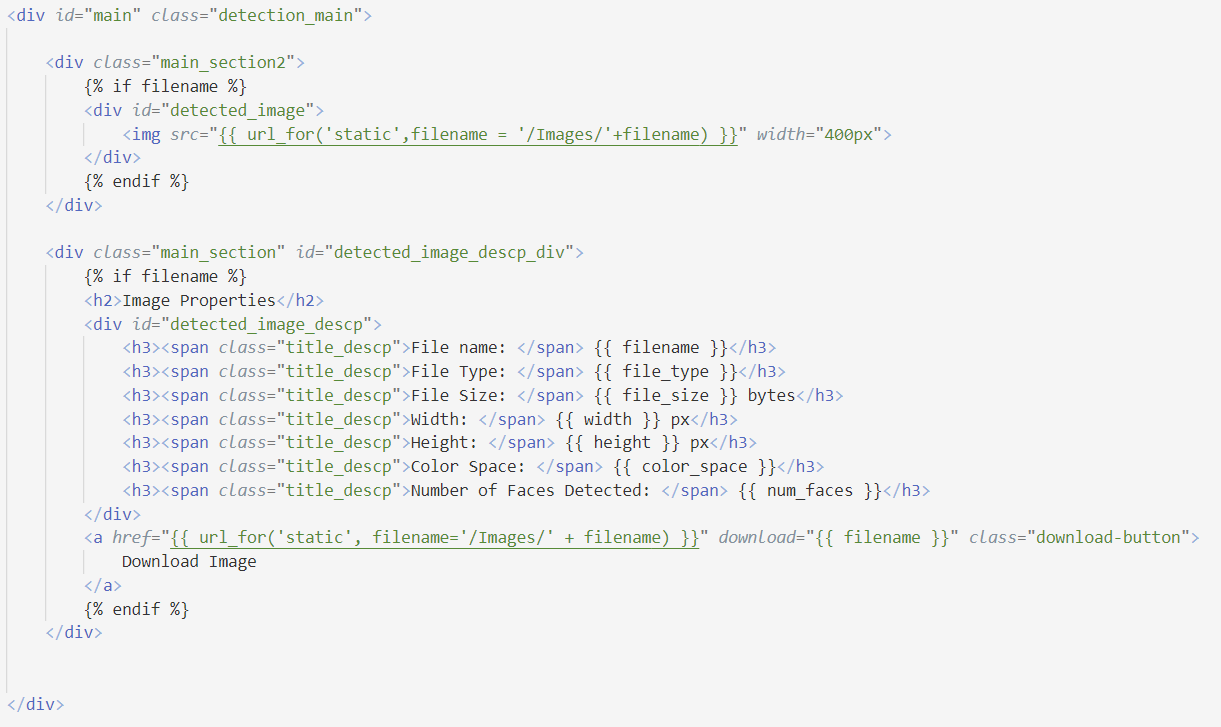 <div id="main" class="detection_main">
<div class="main_section2">
{% if filename %}
<div id="detected_image">
<img src="{{ url_for('static',filename = '/Images/'+filename) }}" width="400px">
</div>
{% endif %}
</div>
<div class="main_section" id="detected_image_descp_div">
{% if filename %}
<h2>Image Properties</h2>
<div id="detected_image_descp">
<h3><span class="title_descp">File name: </span> {{ filename }}</h3>
<h3><span class="title_descp">File Type: </span> {{ file_type }}</h3>
<h3><span class="title_descp">File Size: </span> {{ file_size }} bytes</h3>
<h3><span class="title_descp">Width: </span> {{ width }} px</h3>
<h3><span class="title_descp">Height: </span> {{ height }} px</h3>
<h3><span class="title_descp">Color Space: </span> {{ color_space }}</h3>
<h3><span class="title_descp">Number of Faces Detected: </span> {{ num_faces }}</h3>
</div>
<a href="{{ url_for('static', filename='/Images/' + filename) }}" download="{{ filename }}" class="download-button">
Download Image
</a>
{% endif %}
</div>
</div>